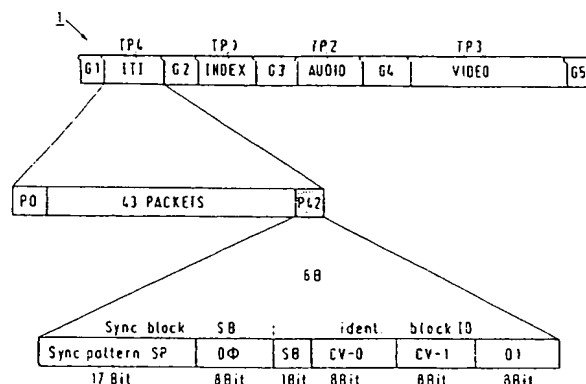 1
TP4 TP1 TP2 TP3
G1 ITI G2 INDEX G3 AUDIO G4 VIDEO G5
P0 43 PACKETS P42
6B
Sync block SB : ident. block ID
Sync pattern SP 0Φ SB CV-0 CV-1 01
17 Bit 8Bit 1Bit 8Bit 8Bit 8Bit